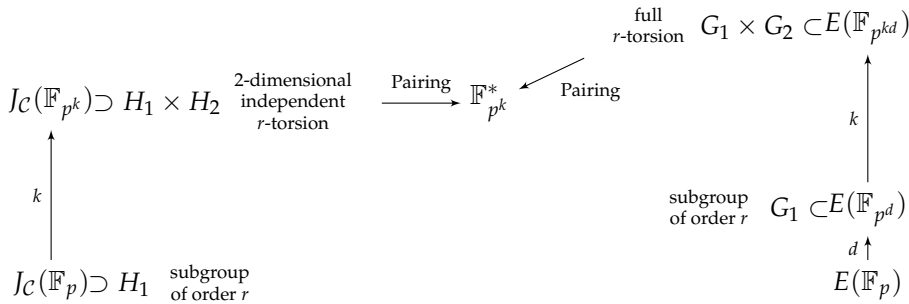 full
r-torsion G₁ × G₂ ⊂E(𝔽_{p^{kd}})
2-dimensional
independent
r-torsion
J_𝒞(𝔽_{p^k})⊃ H₁ × H₂
Pairing
𝔽*_{p^k}
Pairing
k
k
subgroup
of order r
G₁ ⊂E(𝔽_{p^d})
d
J_𝒞(𝔽_p)⊃ H₁
subgroup
of order r
E(𝔽_p)